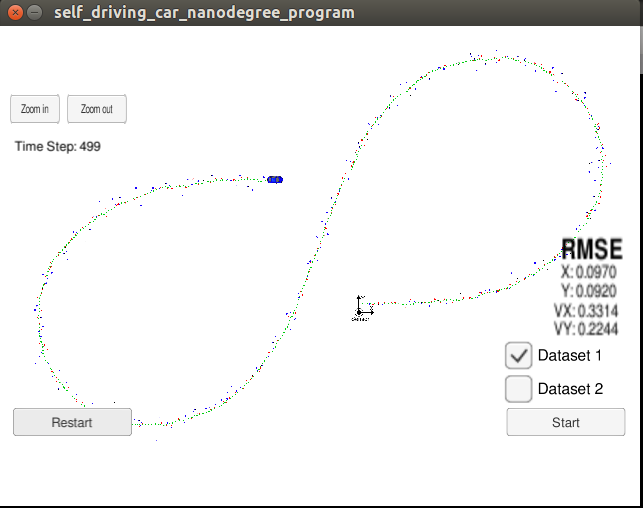 self_driving_car_nanodegree_program
Zoom in
Zoom out
Time Step: 499
RMSE
X: 0.0970
Y: 0.0920
VX: 0.3314
VY: 0.2244
Dataset 1
Dataset 2
Restart
Start